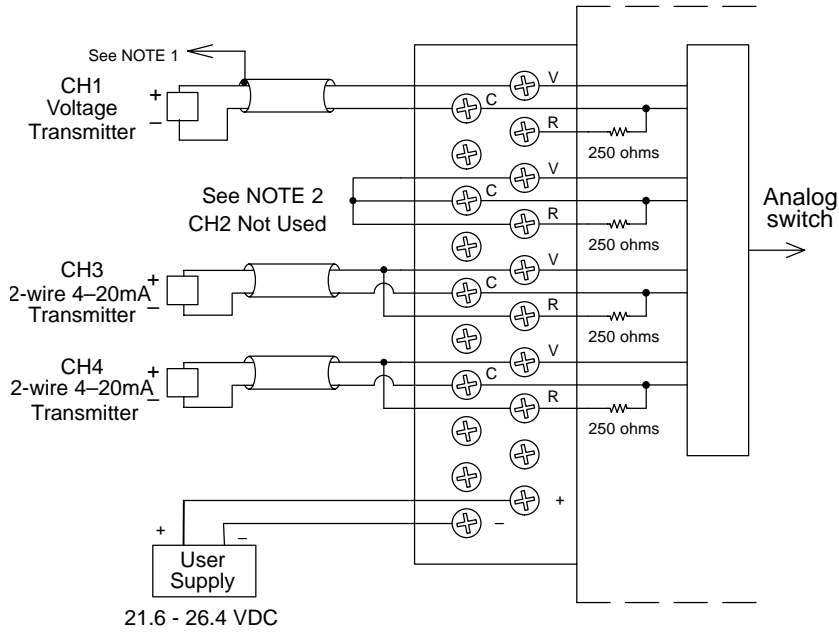 See NOTE 1
CH1
Voltage
Transmitter
+
–
V
C
R
250 ohms
See NOTE 2
CH2 Not Used
V
C
R
250 ohms
Analog
switch
CH3
2-wire 4–20mA
Transmitter
+
–
V
C
R
250 ohms
CH4
2-wire 4–20mA
Transmitter
+
–
V
C
R
250 ohms
+
–
+
–
User
Supply
21.6 - 26.4 VDC